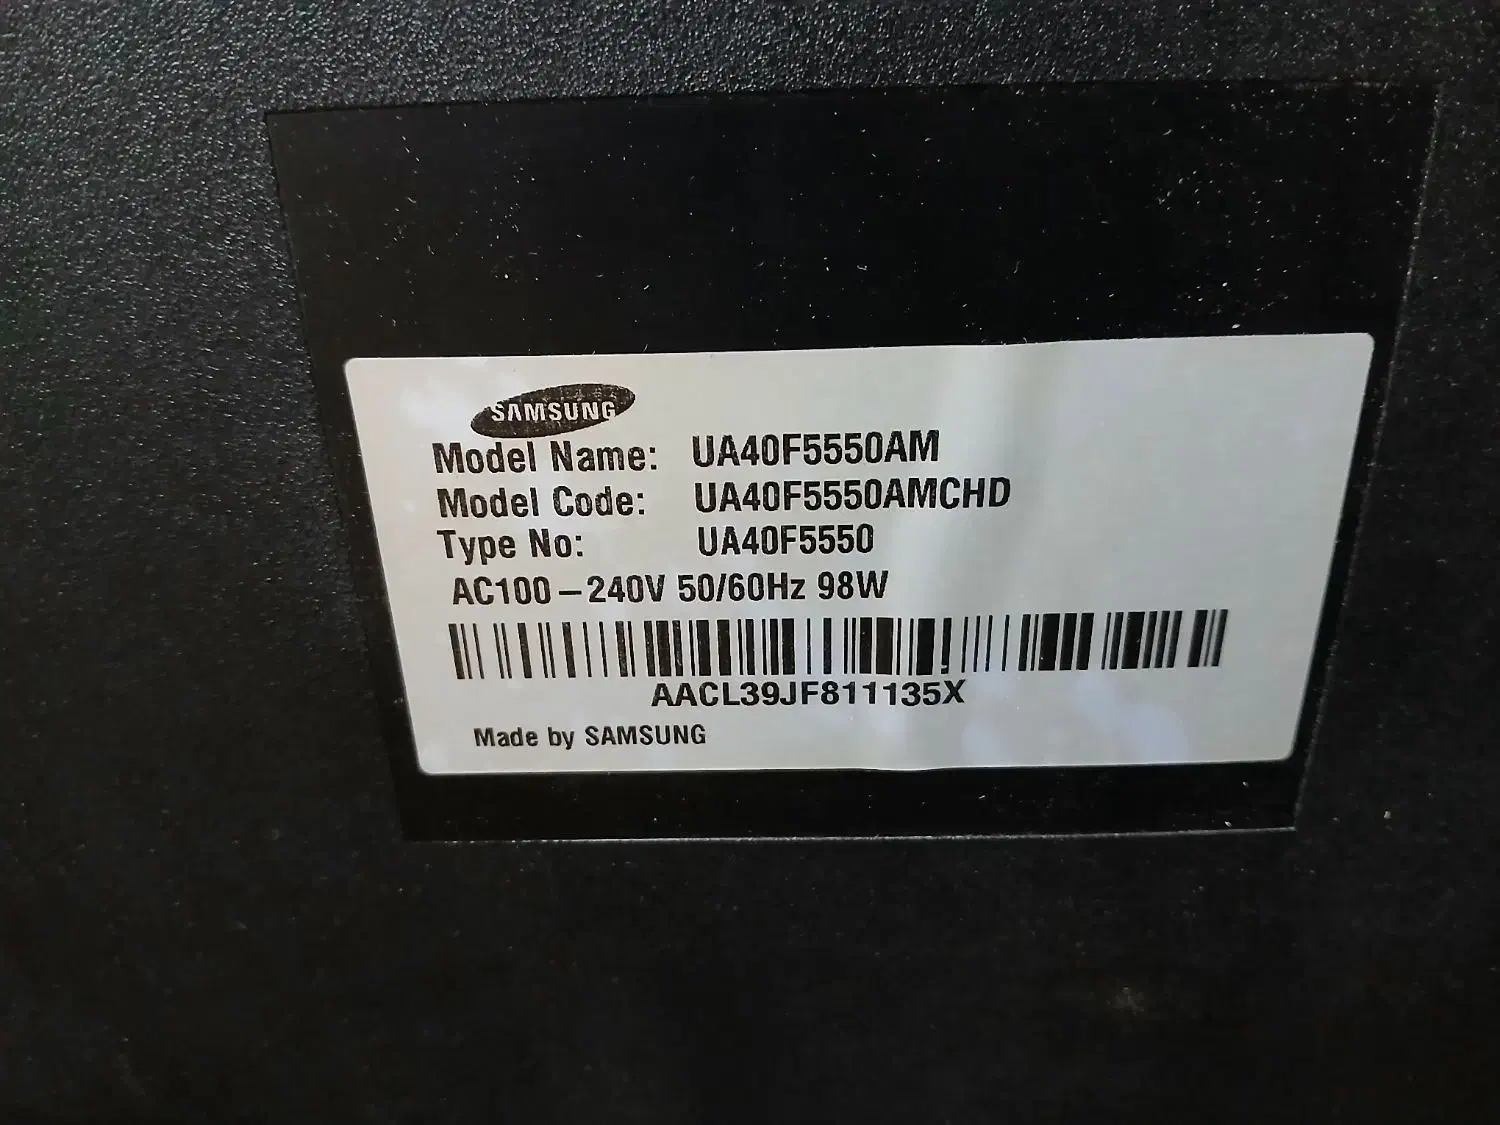 SAMSUNG
Model Name: UA40F5550AM
Model Code: UA40F5550AMCHD
Type No: UA40F5550
AC100-240V 50/60Hz 98W
AACL39JF811135X
Made by SAMSUNG